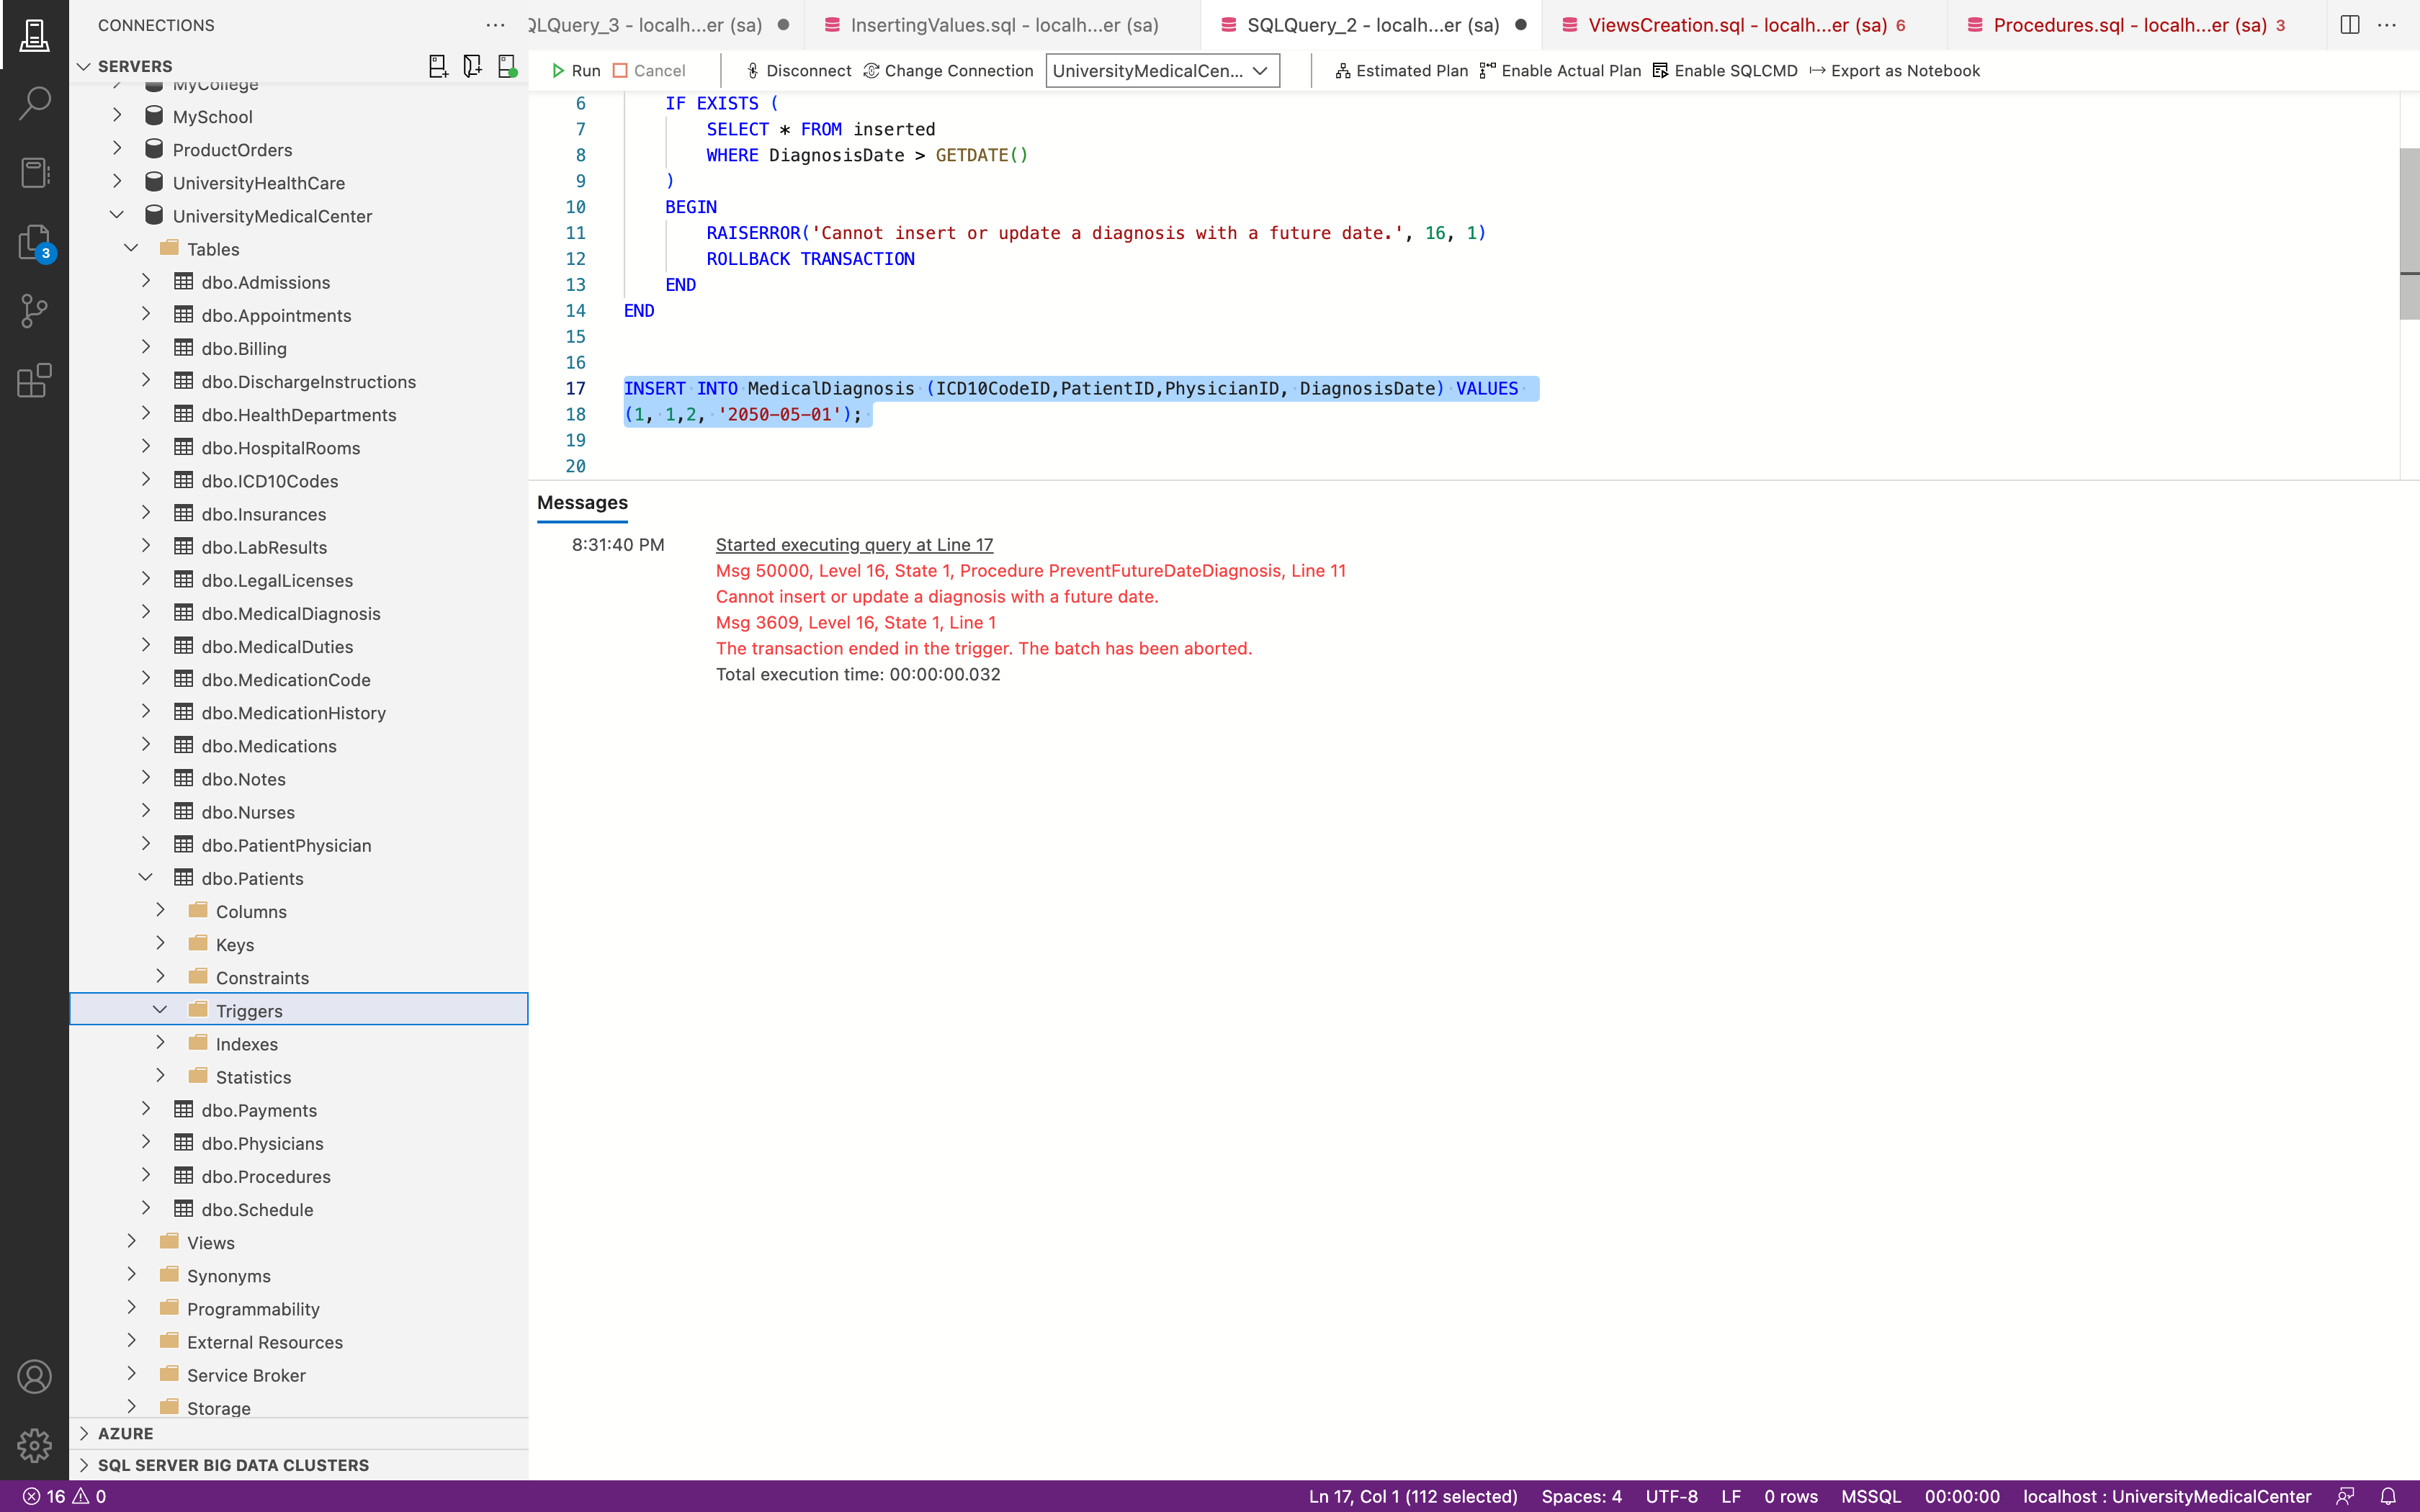 CONNECTIONS
SERVERS
MyCollege
MySchool
ProductOrders
UniversityHealthCare
UniversityMedicalCenter
Tables
dbo.Admissions
dbo.Appointments
dbo.Billing
dbo.DischargeInstructions
dbo.HealthDepartments
dbo.HospitalRooms
dbo.ICD10Codes
dbo.Insurances
dbo.LabResults
dbo.LegalLicenses
dbo.MedicalDiagnosis
dbo.MedicalDuties
dbo.MedicationCode
dbo.MedicationHistory
dbo.Medications
dbo.Notes
dbo.Nurses
dbo.PatientPhysician
dbo.Patients
Columns
Keys
Constraints
Triggers
Indexes
Statistics
dbo.Payments
dbo.Physicians
dbo.Procedures
dbo.Schedule
Views
Synonyms
Programmability
External Resources
Service Broker
Storage
AZURE
SQL SERVER BIG DATA CLUSTERS
3
QLQuery_3 - localh...er (sa)
InsertingValues.sql - localh...er (sa)
SQLQuery_2 - localh...er (sa)
ViewsCreation.sql - localh...er (sa) 6
Procedures.sql - localh...er (sa) 3
Run Cancel Disconnect Change Connection UniversityMedicalCen... Estimated Plan Enable Actual Plan Enable SQLCMD Export as Notebook
6 IF EXISTS (
7 SELECT * FROM inserted
8 WHERE DiagnosisDate > GETDATE()
9 )
10 BEGIN
11 RAISERROR('Cannot insert or update a diagnosis with a future date.', 16, 1)
12 ROLLBACK TRANSACTION
13 END
14 END
15
16
17 INSERT INTO MedicalDiagnosis (ICD10CodeID,PatientID,PhysicianID, DiagnosisDate) VALUES
18 (1, 1,2, '2050-05-01');
19
20
Messages
8:31:40 PM Started executing query at Line 17
Msg 50000, Level 16, State 1, Procedure PreventFutureDateDiagnosis, Line 11
Cannot insert or update a diagnosis with a future date.
Msg 3609, Level 16, State 1, Line 1
The transaction ended in the trigger. The batch has been aborted.
Total execution time: 00:00:00.032
16 0 Ln 17, Col 1 (112 selected) Spaces: 4 UTF-8 LF 0 rows MSSQL 00:00:00 localhost : UniversityMedicalCenter